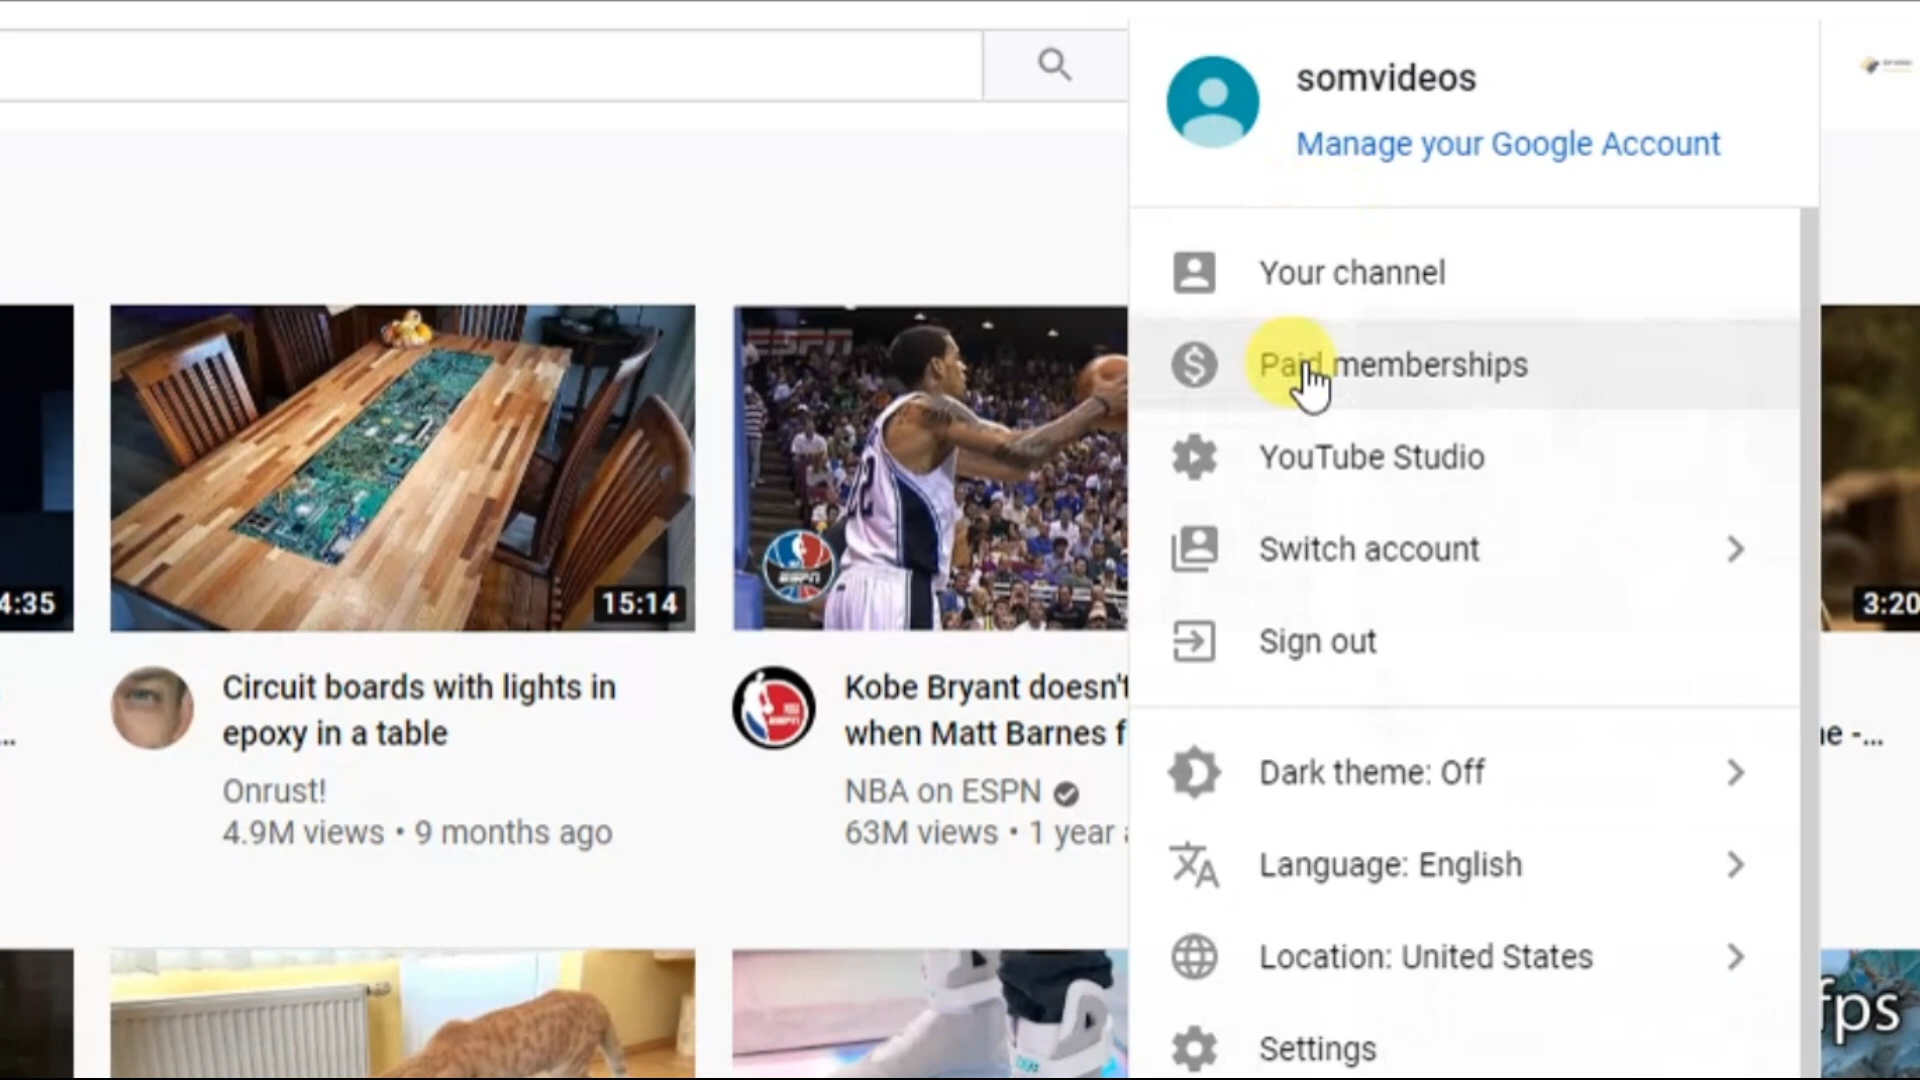 somvideos
Manage your Google Account
Your channel
Paid memberships
YouTube Studio
Switch account
Sign out
Dark theme: Off
Language: English
Location: United States
Settings
ESPN
4:35
15:14
3:20
Circuit boards with lights in
epoxy in a table
Onrust!
4.9M views • 9 months ago
Kobe Bryant doesn't
when Matt Barnes f
NBA on ESPN
63M views • 1 year
...
ie -...
fps